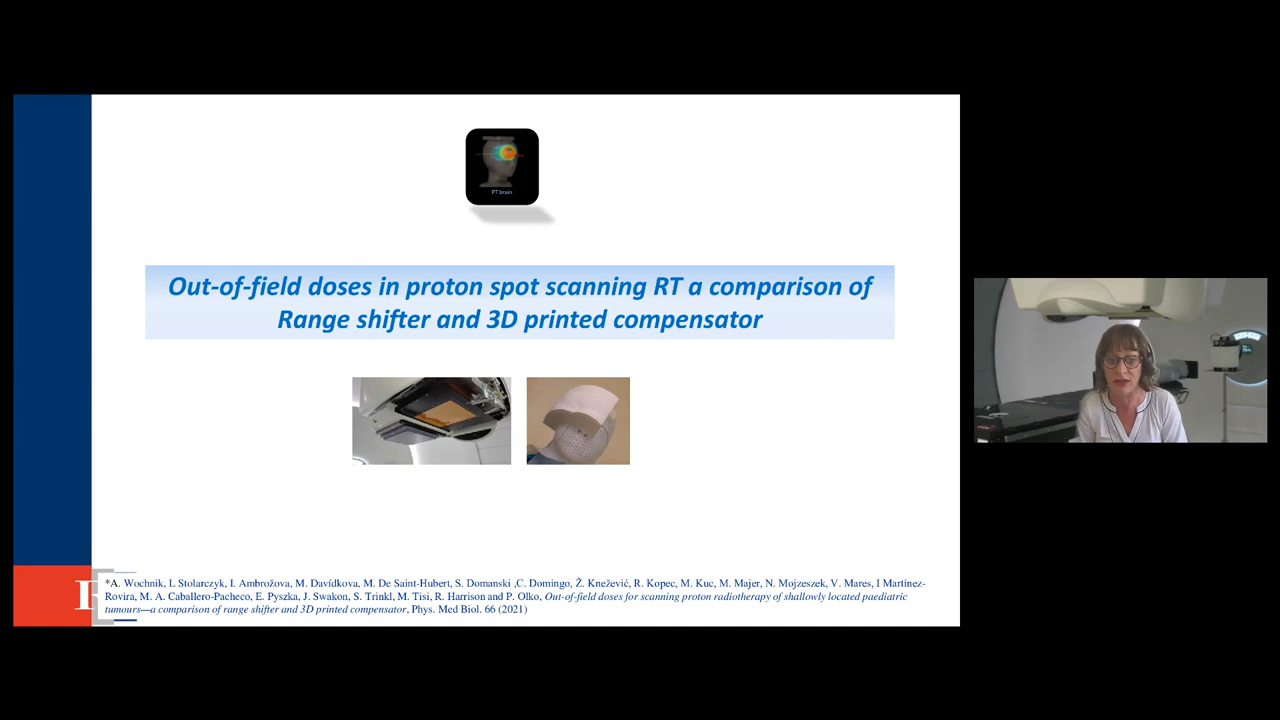 PT brain
Out-of-field doses in proton spot scanning RT a comparison of
Range shifter and 3D printed compensator
*A. Wochnik, L Stolarczyk, I. Ambrožova, M. Davídkova, M. De Saint-Hubert, S. Domanski ,C. Domingo, Ž. Knežević, R. Kopec, M. Kuc, M. Majer, N. Mojzeszek, V. Mares, I Martínez-
Rovira, M. A. Caballero-Pacheco, E. Pyszka, J. Swakon, S. Trinkl, M. Tisi, R. Harrison and P. Olko, Out-of-field doses for scanning proton radiotherapy of shallowly located paediatric
tumours—a comparison of range shifter and 3D printed compensator, Phys. Med Biol. 66 (2021)